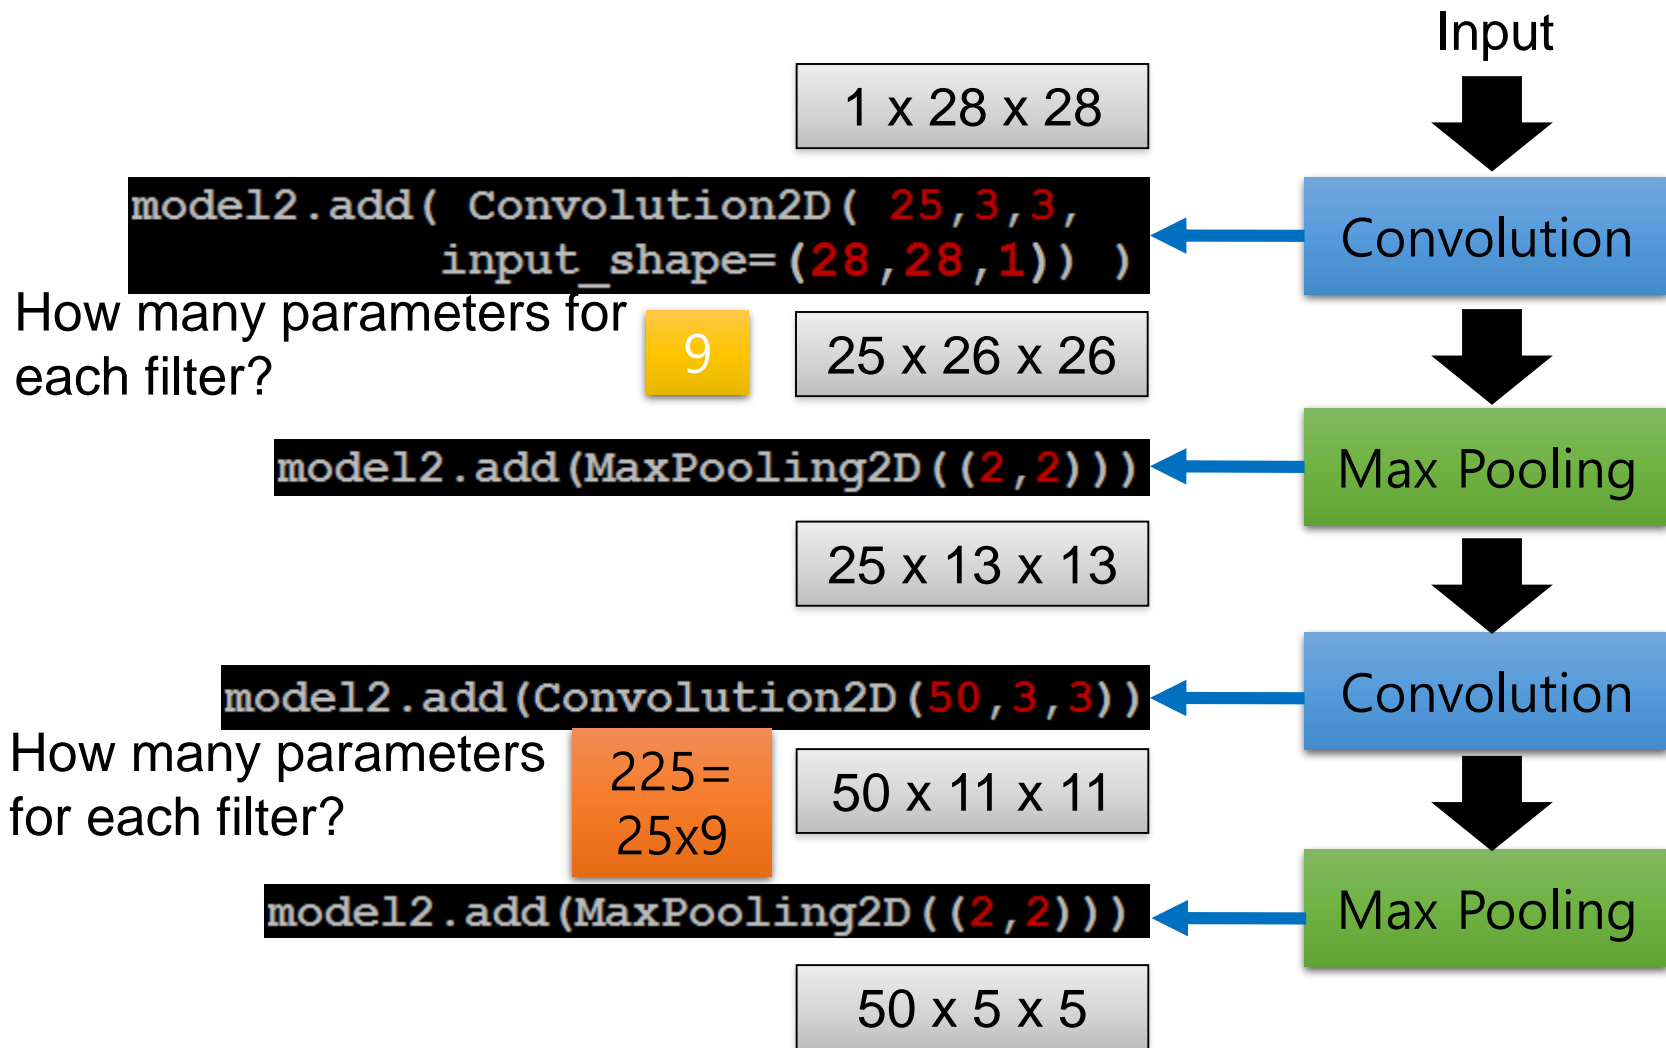 Input
1 x 28 x 28
model2.add( Convolution2D( 25,3,3,
input_shape=(28,28,1)) )
Convolution
How many parameters for
each filter?
9
25 x 26 x 26
model2.add(MaxPooling2D((2,2)))
Max Pooling
25 x 13 x 13
model2.add(Convolution2D(50,3,3))
Convolution
How many parameters
for each filter?
225=
25x9
50 x 11 x 11
model2.add(MaxPooling2D((2,2)))
Max Pooling
50 x 5 x 5